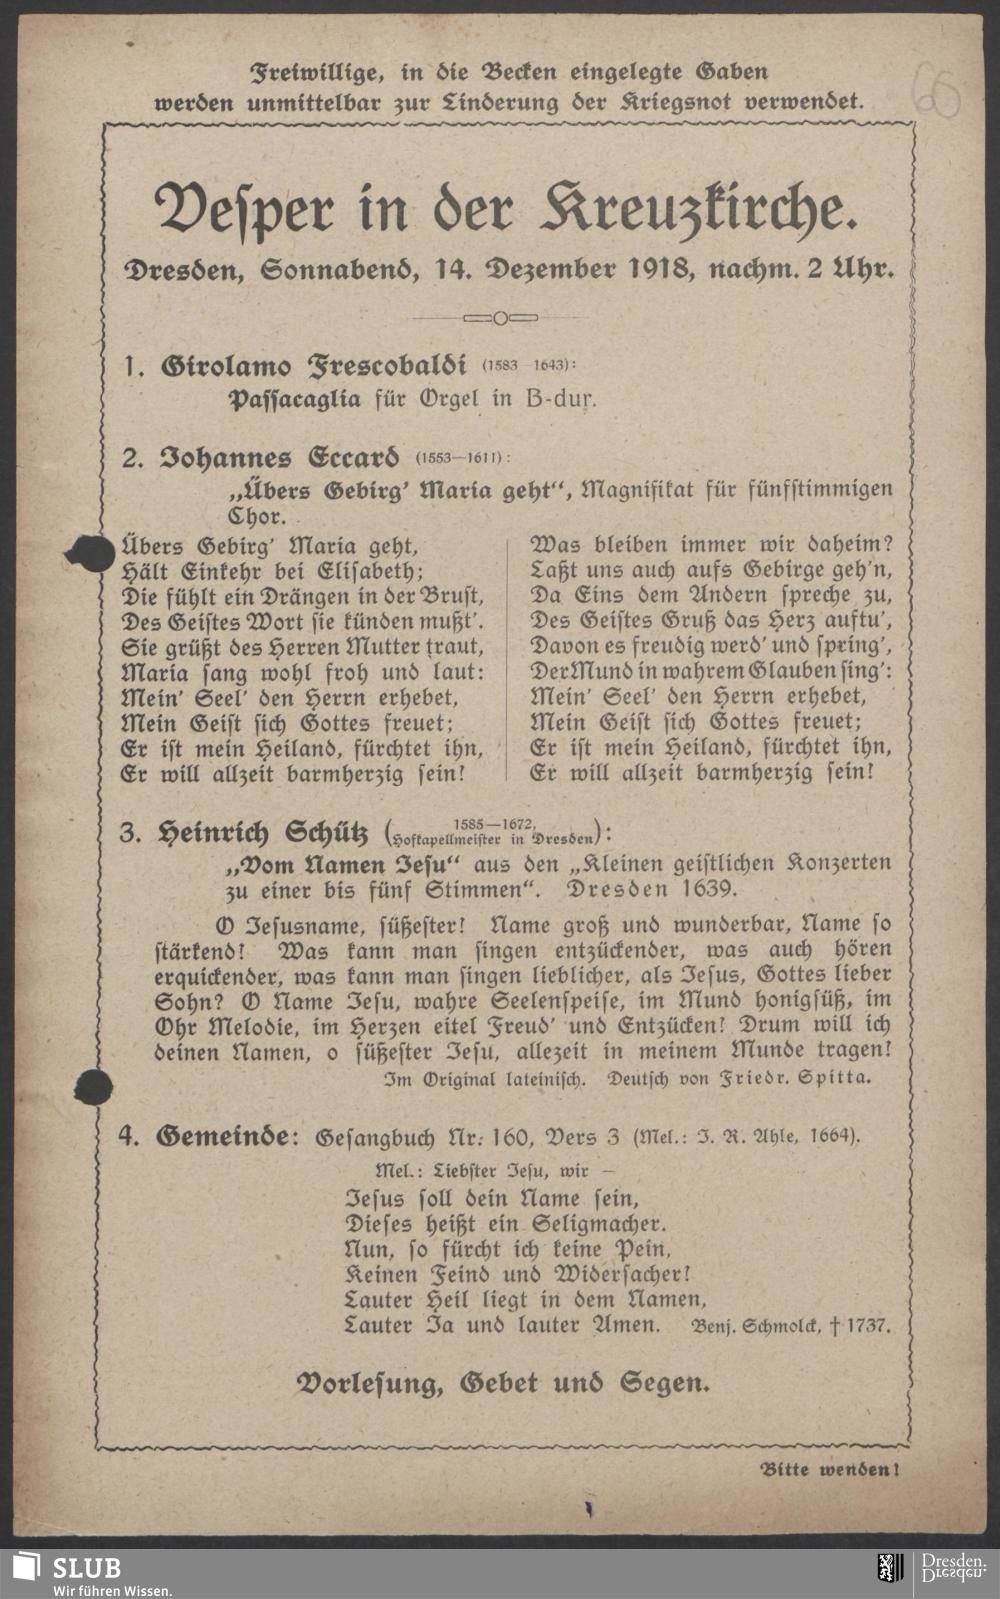 Freiwillige, in die Becken eingelegte Gaben
werden unmittelbar zur Linderung der Kriegsnot verwendet.
66
Vesper in der Kreuzkirche.
Dresden, Sonnabend, 14. Dezember 1918, nachm. 2 Uhr.
1. Girolamo Frescobaldi (1583—1643):
Passacaglia für Orgel in B-dur.
2. Johannes Eccard (1553—1611):
„Übers Gebirg' Maria geht“, Magnifikat für fünfstimmigen
Chor.
Übers Gebirg' Maria geht,
Hält Einkehr bei Elisabeth;
Die fühlt ein Drängen in der Brust,
Des Geistes Wort sie künden mußt'.
Sie grüßt des Herren Mutter traut,
Maria sang wohl froh und laut:
Mein' Seel' den Herrn erhebet,
Mein Geist sich Gottes freuet;
Er ist mein Heiland, fürchtet ihn,
Er will allzeit barmherzig sein!
Was bleiben immer wir daheim?
Laßt uns auch aufs Gebirge geh'n,
Da Eins dem Andern spreche zu,
Des Geistes Gruß das Herz auftu',
Davon es freudig werd' und spring',
Der Mund in wahrem Glauben sing':
Mein' Seel' den Herrn erhebet,
Mein Geist sich Gottes freuet;
Er ist mein Heiland, fürchtet ihn,
Er will allzeit barmherzig sein!
3. Heinrich Schütz (1585—1672, Hofkapellmeister in Dresden):
„Vom Namen Jesu“ aus den „Kleinen geistlichen Konzerten
zu einer bis fünf Stimmen“. Dresden 1639.
O Jesusname, süßester! Name groß und wunderbar, Name so
stärkend! Was kann man singen entzückender, was auch hören
erquickender, was kann man singen lieblicher, als Jesus, Gottes lieber
Sohn? O Name Jesu, wahre Seelenspeise, im Mund honigsüß, im
Ohr Melodie, im Herzen eitel Freud' und Entzücken! Drum will ich
deinen Namen, o süßester Jesu, allezeit in meinem Munde tragen!
Im Original lateinisch. Deutsch von Friedr. Spitta.
4. Gemeinde: Gesangbuch Nr. 160, Vers 3 (Mel.: J. R. Ahle, 1664).
Mel.: Liebster Jesu, wir —
Jesus soll dein Name sein,
Dieses heißt ein Seligmacher.
Nun, so fürcht ich keine Pein,
Keinen Feind und Widersacher!
Lauter Heil liegt in dem Namen,
Lauter Ja und lauter Amen. Benj. Schmolck, † 1737.
Vorlesung, Gebet und Segen.
Bitte wenden!
SLUB
Wir führen Wissen.
Dresden.
Dresden.